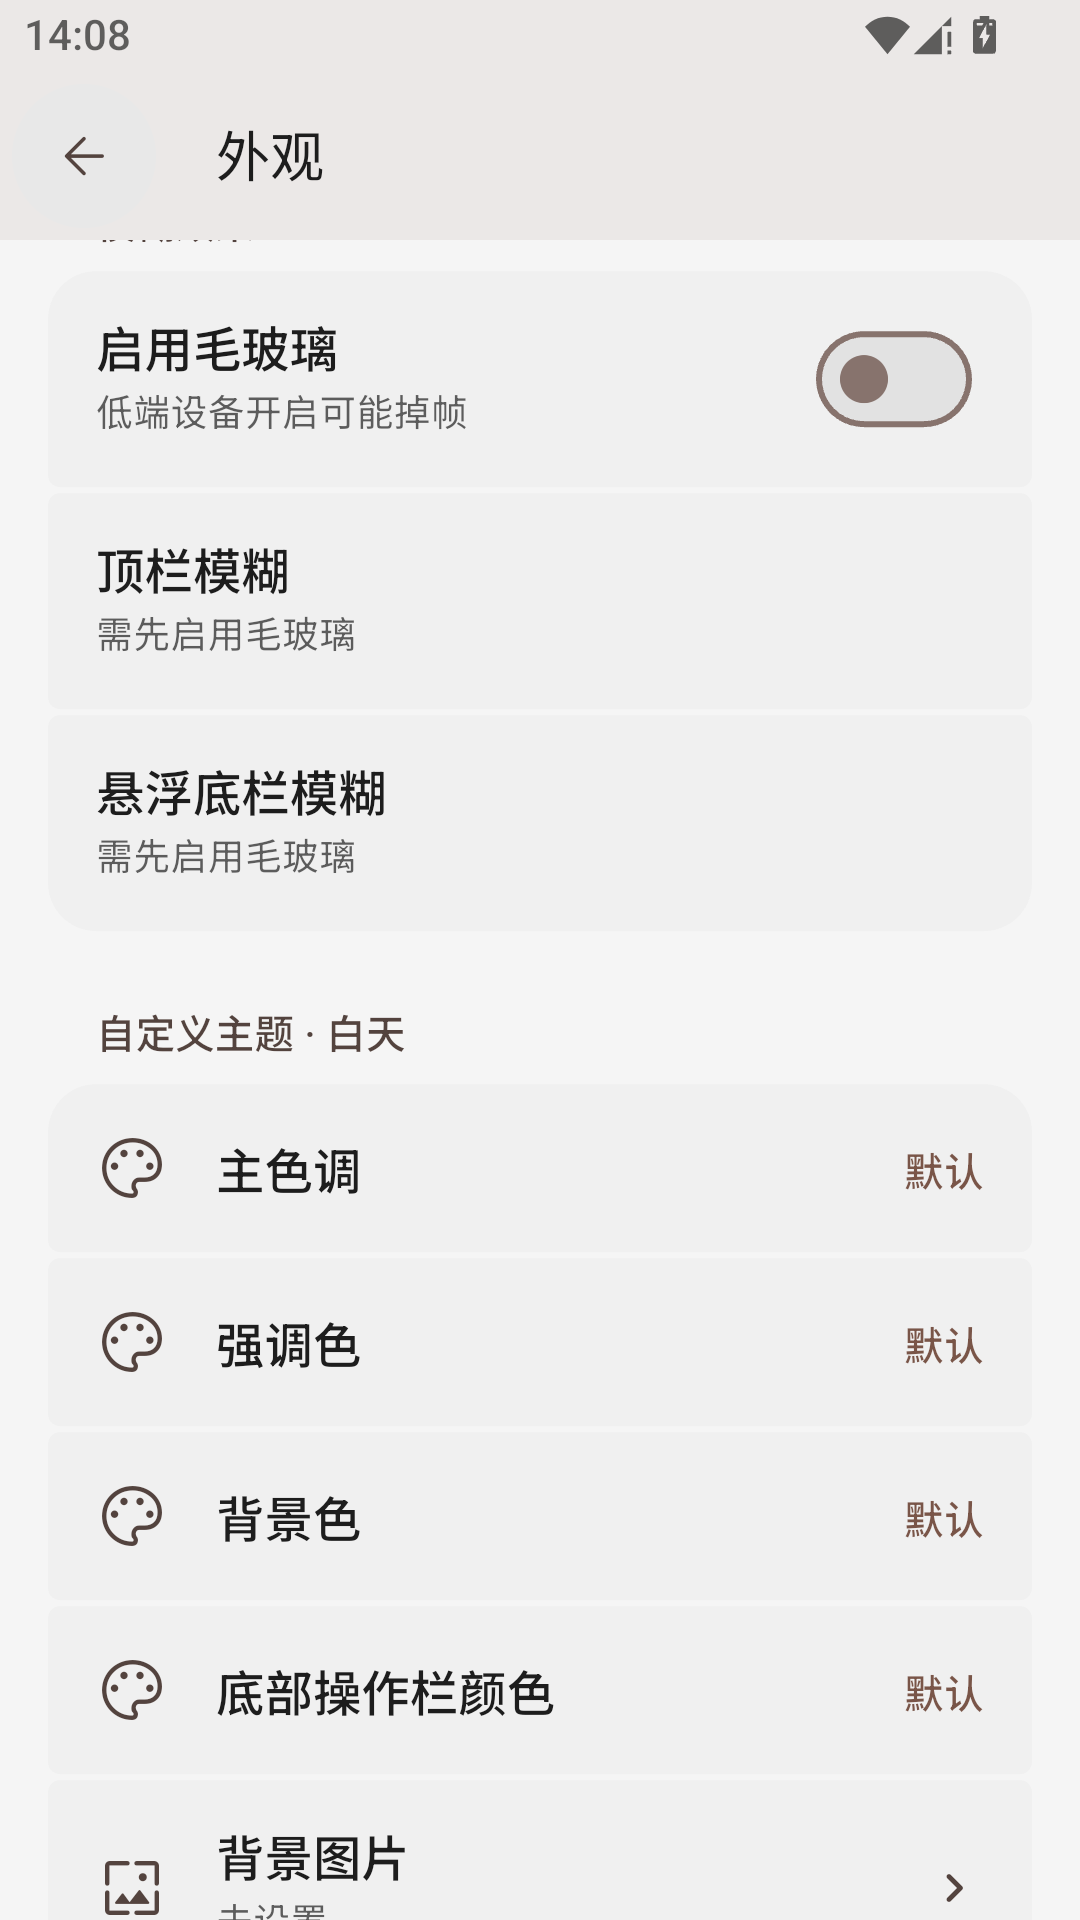 14:08
外观
启用毛玻璃
低端设备开启可能掉帧
顶栏模糊
需先启用毛玻璃
悬浮底栏模糊
需先启用毛玻璃
自定义主题 · 白天
主色调
默认
强调色
默认
背景色
默认
底部操作栏颜色
默认
背景图片